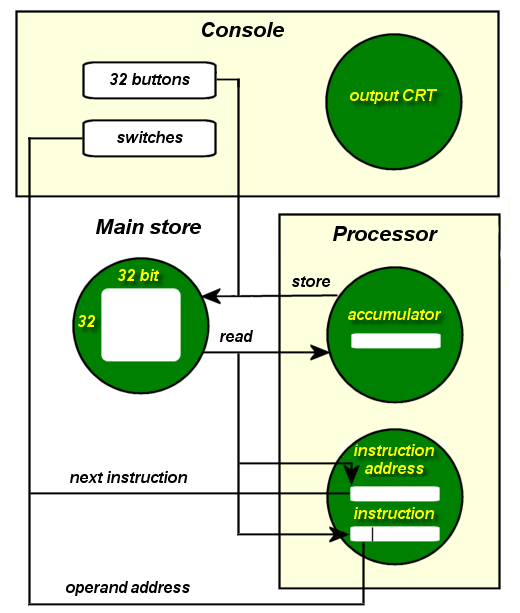 Console
32 buttons
output CRT
switches
Main store
Processor
32 bit
store
32
accumulator
read
instruction
address
next instruction
instruction
operand address